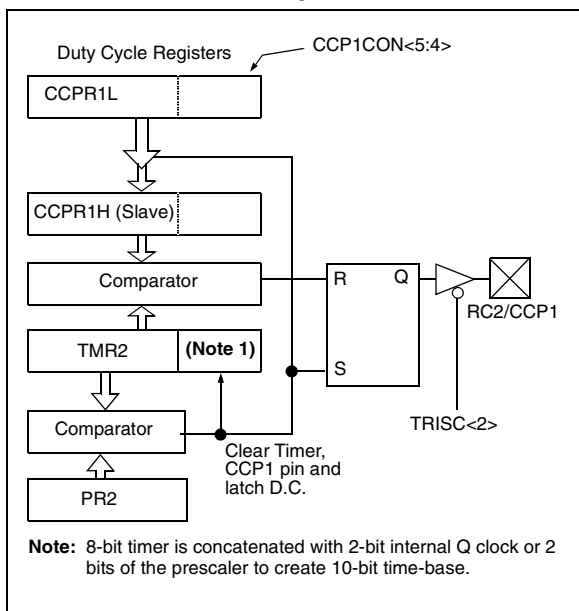 Duty Cycle Registers
CCP1CON<5:4>
CCPR1L
CCPR1H (Slave)
Comparator
R
Q
RC2/CCP1
TMR2
(Note 1)
S
TRISC<2>
Comparator
Clear Timer,
CCP1 pin and
latch D.C.
PR2
Note: 8-bit timer is concatenated with 2-bit internal Q clock or 2
bits of the prescaler to create 10-bit time-base.